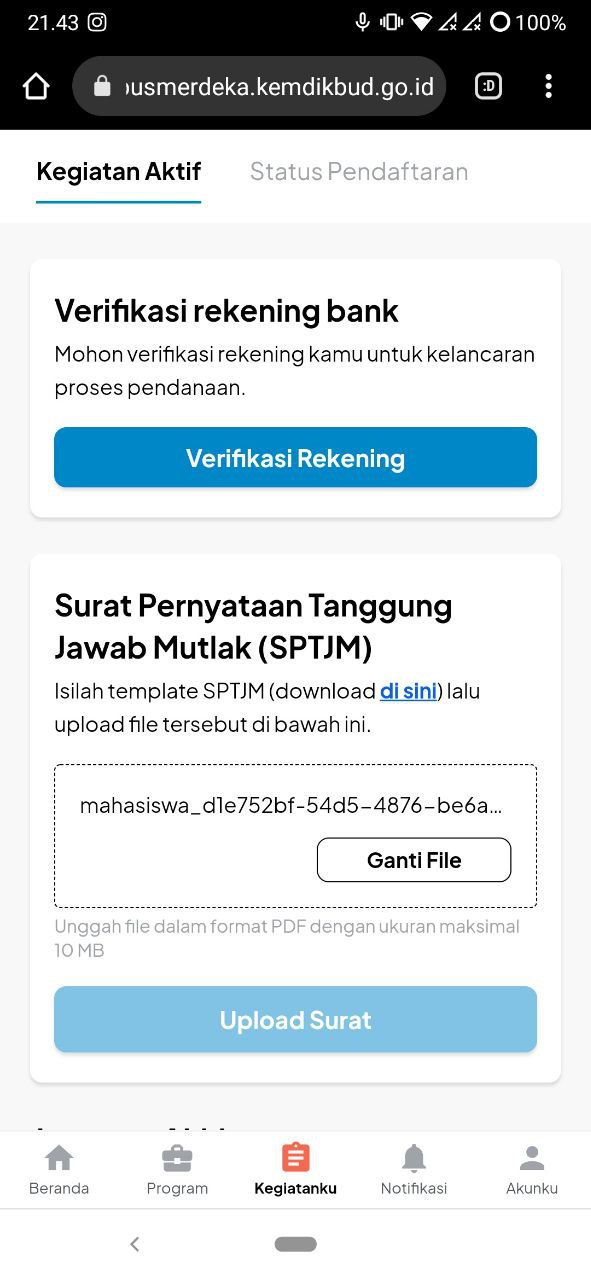 21.43
100%
ousmerdeka.kemdikbud.go.id
:D
Kegiatan Aktif
Status Pendaftaran
Verifikasi rekening bank
Mohon verifikasi rekening kamu untuk kelancaran
proses pendanaan.
Verifikasi Rekening
Surat Pernyataan Tanggung
Jawab Mutlak (SPTJM)
Isilah template SPTJM (download di sini) lalu
upload file tersebut di bawah ini.
mahasiswa_d1e752bf-54d5-4876-be6a...
Ganti File
Unggah file dalam format PDF dengan ukuran maksimal
10 MB
Upload Surat
Beranda
Program
Kegiatanku
Notifikasi
Akunku